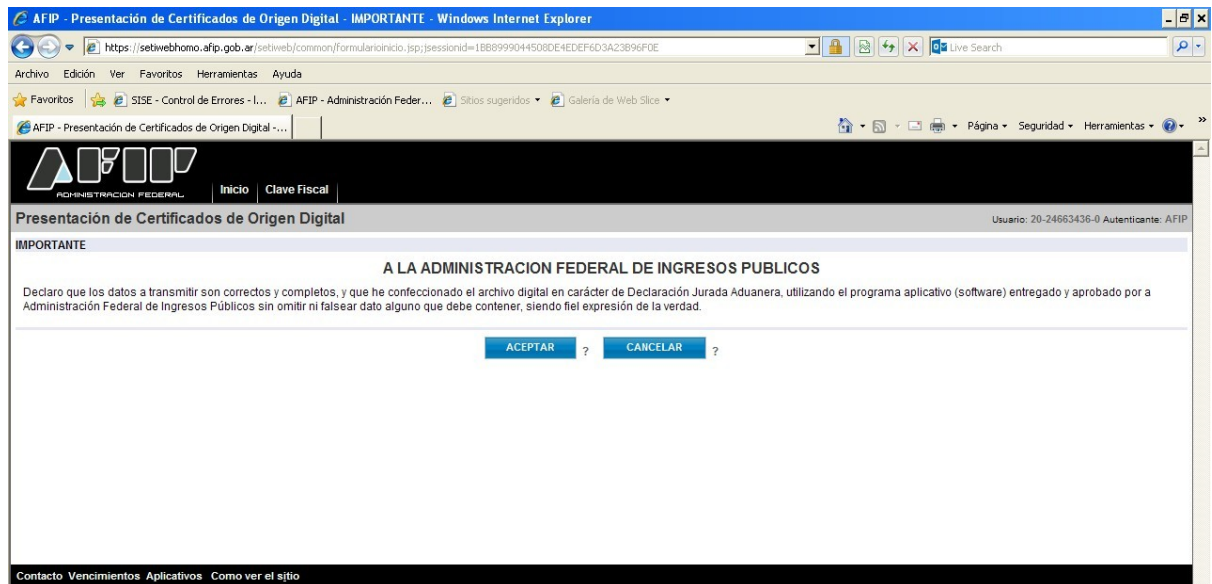 AFIP - Presentación de Certificados de Origen Digital - IMPORTANTE - Windows Internet Explorer
https://setiwebhomo.afip.gob.ar/setiweb/common/formularioinicio.jsp;jsessionid=1BB8999044508DE4EDEF6D3A23B96F0E
Live Search
Archivo Edición Ver Favoritos Herramientas Ayuda
Favoritos SISE - Control de Errores - I... AFIP - Administración Feder... Sitios sugeridos Galería de Web Slice
AFIP - Presentación de Certificados de Origen Digital -... Página Seguridad Herramientas
AFIP
ADMINISTRACION FEDERAL
Inicio Clave Fiscal
Presentación de Certificados de Origen Digital Usuario: 20-24663436-0 Autenticante: AFIP
IMPORTANTE
A LA ADMINISTRACION FEDERAL DE INGRESOS PUBLICOS
Declaro que los datos a transmitir son correctos y completos, y que he confeccionado el archivo digital en carácter de Declaración Jurada Aduanera, utilizando el programa aplicativo (software) entregado y aprobado por a
Administración Federal de Ingresos Públicos sin omitir ni falsear dato alguno que debe contener, siendo fiel expresión de la verdad.
ACEPTAR ? CANCELAR ?
Contacto Vencimientos Aplicativos Como ver el sitio